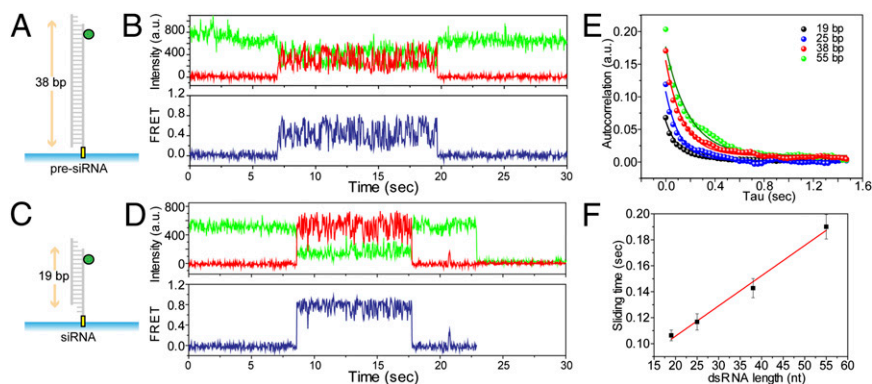 A
38 bp
pre-siRNA
B
Intensity (a.u.)
800
400
0
FRET
1.2
0.8
0.4
0.0
0 5 10 15 20 25 30
Time (sec)
C
19 bp
siRNA
D
Intensity (a.u.)
800
400
0
FRET
1.2
0.8
0.4
0.0
0 5 10 15 20 25 30
Time (sec)
E
Autocorrelation (a.u.)
0.20
0.15
0.10
0.05
0.00
19 bp
25 bp
38 bp
55 bp
0.0 0.4 0.8 1.2 1.6
Tau (sec)
F
Sliding time (sec)
0.20
0.18
0.16
0.14
0.12
0.10
15 20 25 30 35 40 45 50 55 60
dsRNA length (nt)